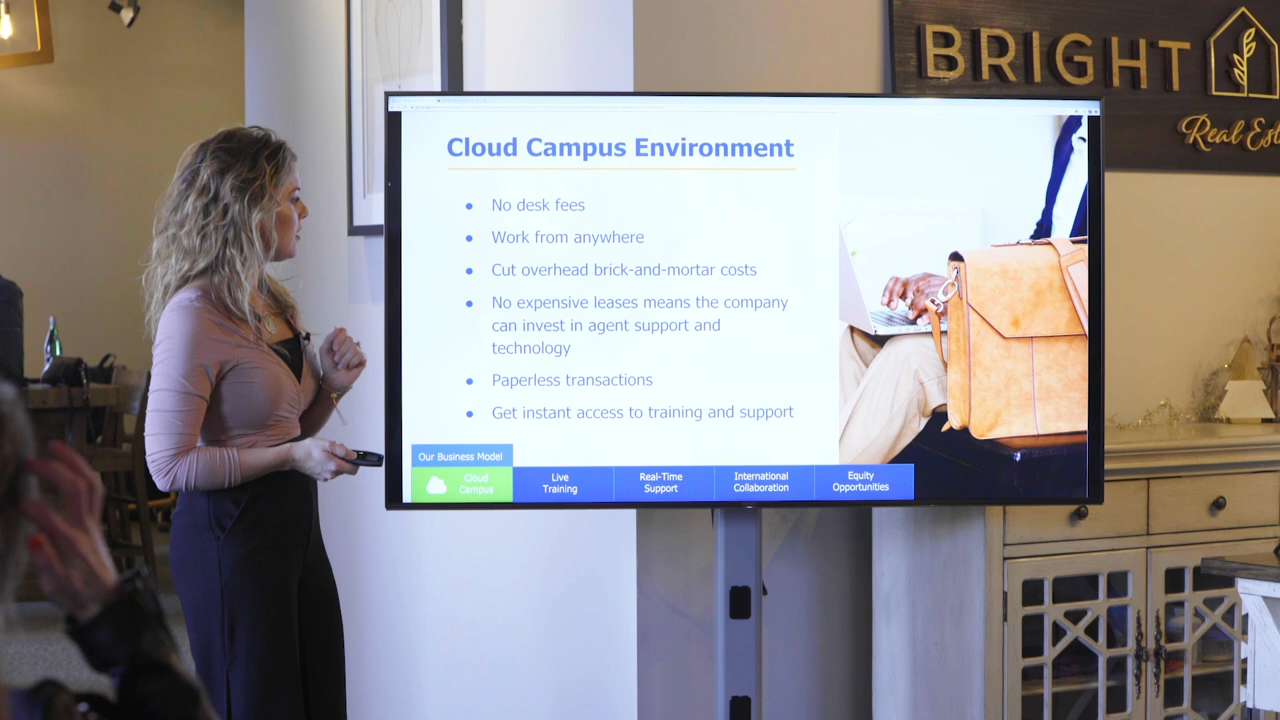 BRIGHT
Real Est
Cloud Campus Environment
No desk fees
Work from anywhere
Cut overhead brick-and-mortar costs
No expensive leases means the company
can invest in agent support and
technology
Paperless transactions
Get instant access to training and support
Our Business Model
Cloud
Campus
Live
Training
Real-Time
Support
International
Collaboration
Equity
Opportunities